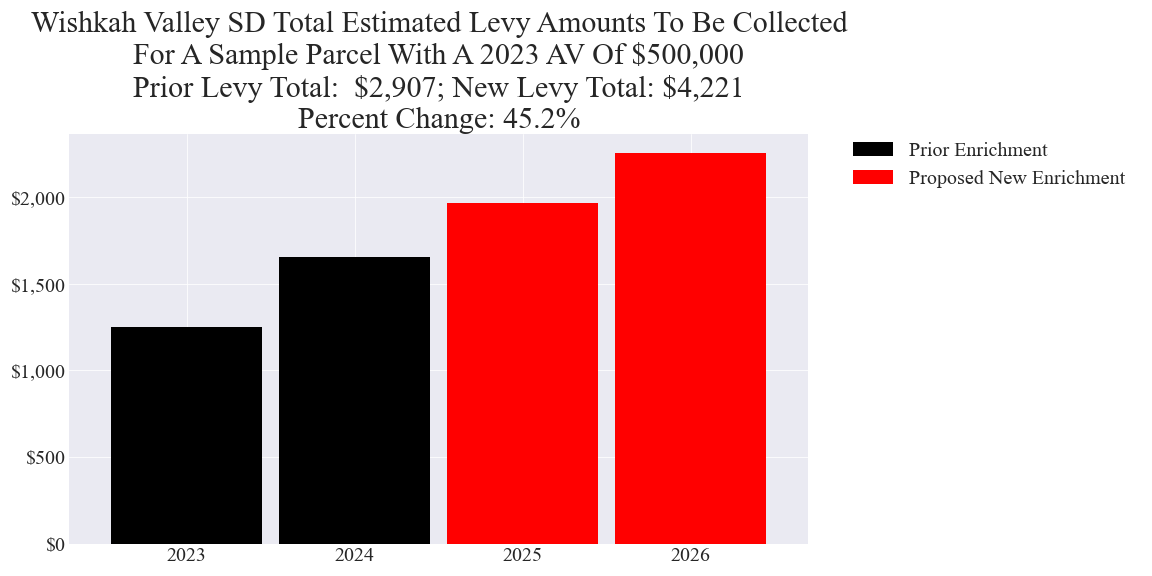 Wishkah Valley SD Total Estimated Levy Amounts To Be Collected
For A Sample Parcel With A 2023 AV Of $500,000
Prior Levy Total:  $2,907; New Levy Total: $4,221
Percent Change: 45.2%
Prior Enrichment
Proposed New Enrichment
$2,000
$1,500
$1,000
$500
$0
2023 2024 2025 2026